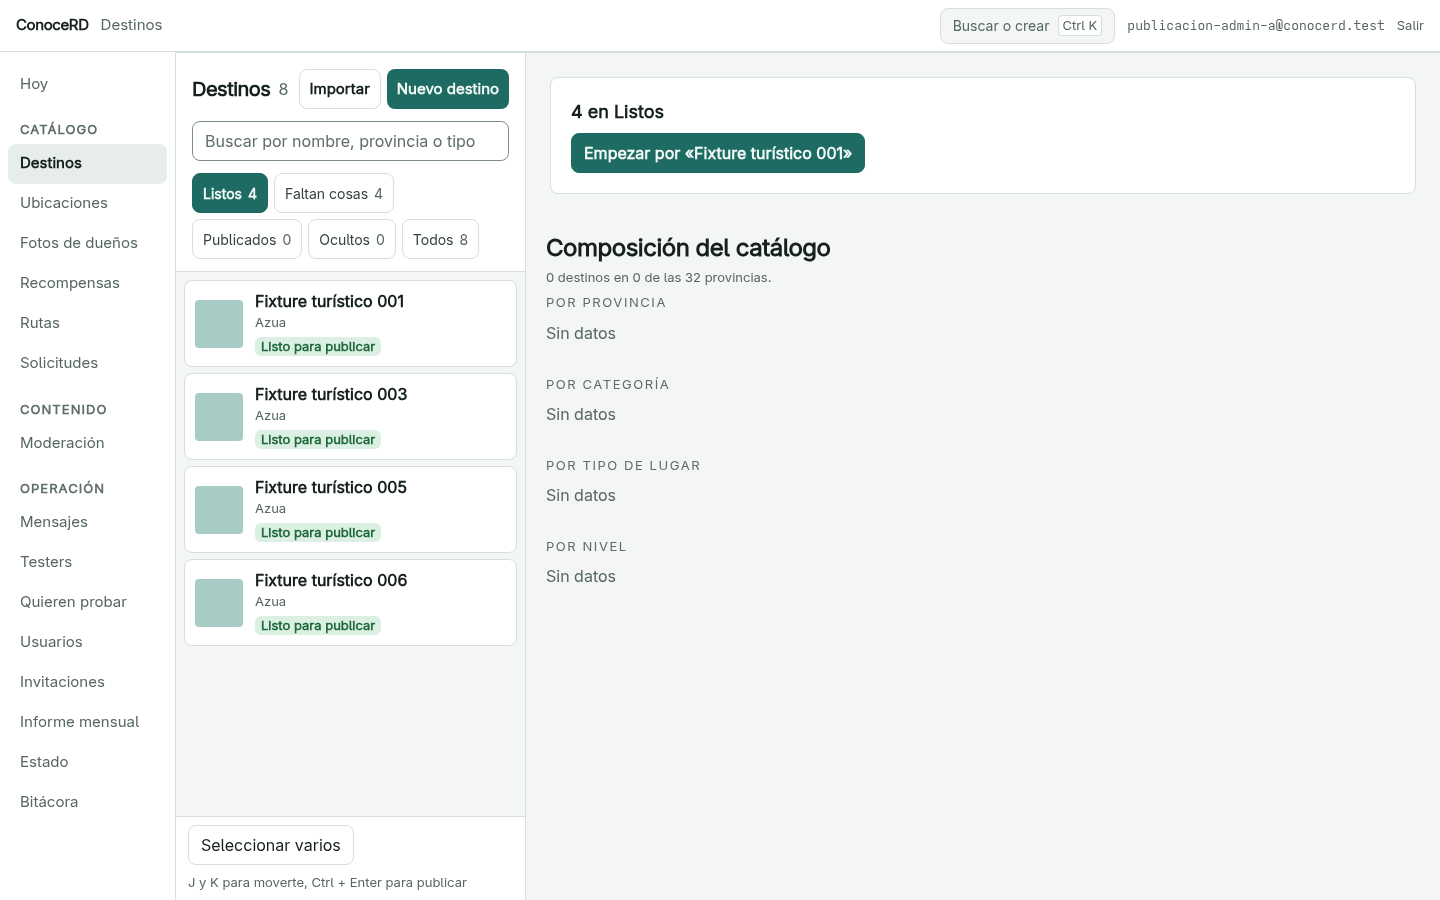 ConoceRD Destinos
Buscar o crear Ctrl K
publicacion-admin-a@conocerd.test
Salir
Hoy
CATÁLOGO
Destinos
Ubicaciones
Fotos de dueños
Recompensas
Rutas
Solicitudes
CONTENIDO
Moderación
OPERACIÓN
Mensajes
Testers
Quieren probar
Usuarios
Invitaciones
Informe mensual
Estado
Bitácora
Destinos 8
Importar
Nuevo destino
Buscar por nombre, provincia o tipo
Listos 4
Faltan cosas 4
Publicados 0
Ocultos 0
Todos 8
Fixture turístico 001
Azua
Listo para publicar
Fixture turístico 003
Azua
Listo para publicar
Fixture turístico 005
Azua
Listo para publicar
Fixture turístico 006
Azua
Listo para publicar
Seleccionar varios
J y K para moverte, Ctrl + Enter para publicar
4 en Listos
Empezar por «Fixture turístico 001»
Composición del catálogo
0 destinos en 0 de las 32 provincias.
POR PROVINCIA
Sin datos
POR CATEGORÍA
Sin datos
POR TIPO DE LUGAR
Sin datos
POR NIVEL
Sin datos